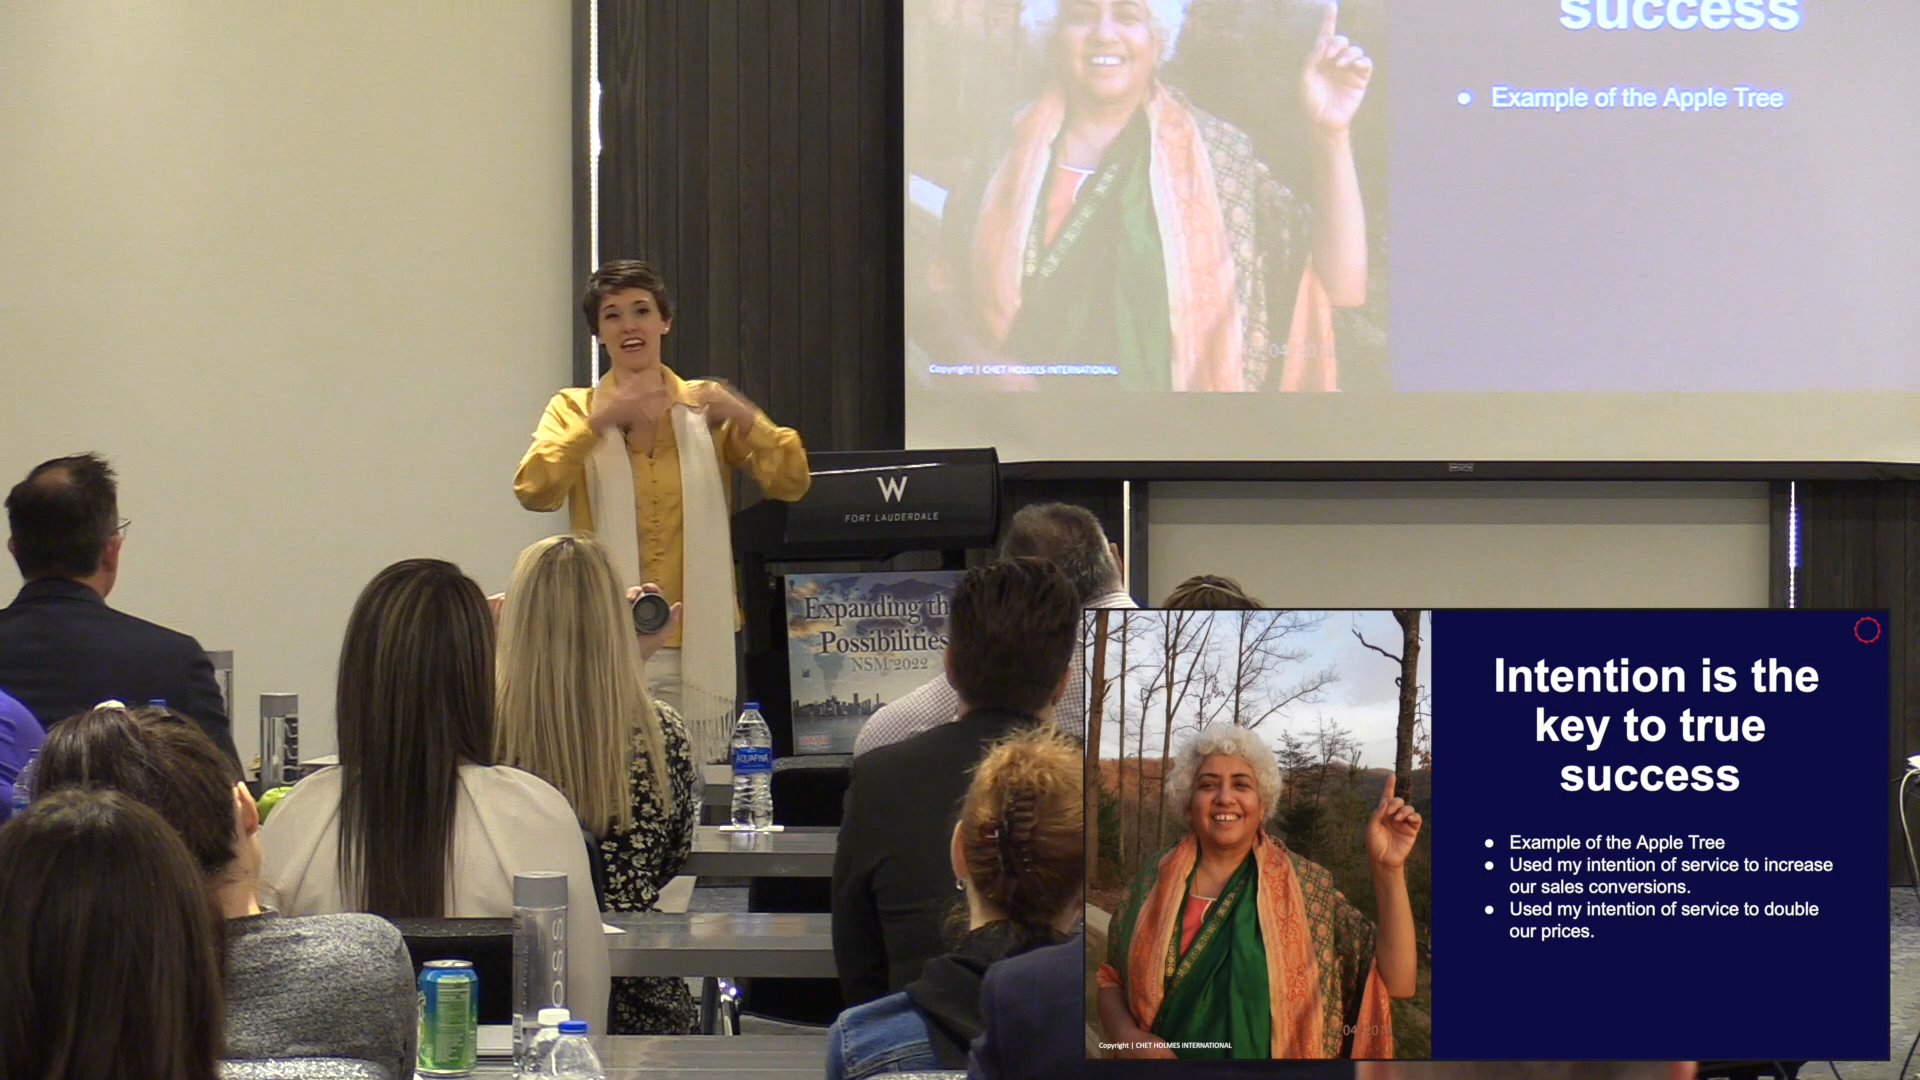 success
● Example of the Apple Tree
Copyright | CHET HOLMES INTERNATIONAL
W
FORT LAUDERDALE
Expanding th
Possibilities
NSM 2022
AQUAFINA
OSS
Intention is the
key to true
success
● Example of the Apple Tree
● Used my intention of service to increase
our sales conversions.
● Used my intention of service to double
our prices.
Copyright | CHET HOLMES INTERNATIONAL